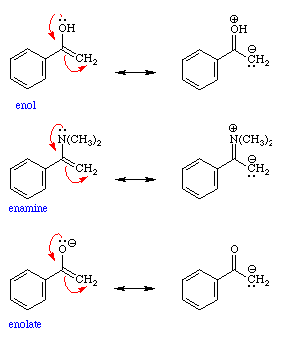 OH ⊕OH
CH₂ CH₂⊖
enol
N(CH₃)₂ ⊕N(CH₃)₂
CH₂ CH₂⊖
enamine
O⊖ O
CH₂ CH₂⊖
enolate